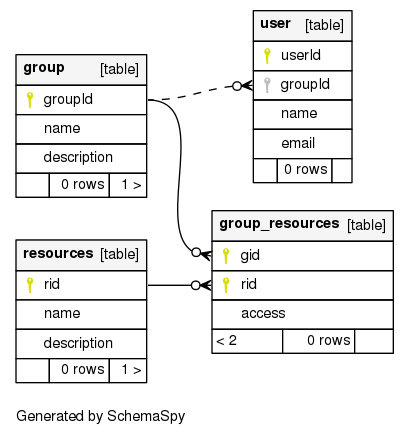 user [table]
userId
groupId
name
email
0 rows
group [table]
groupId
name
description
0 rows 1 >
group_resources [table]
gid
rid
access
< 2 0 rows
resources [table]
rid
name
description
0 rows 1 >
Generated by SchemaSpy